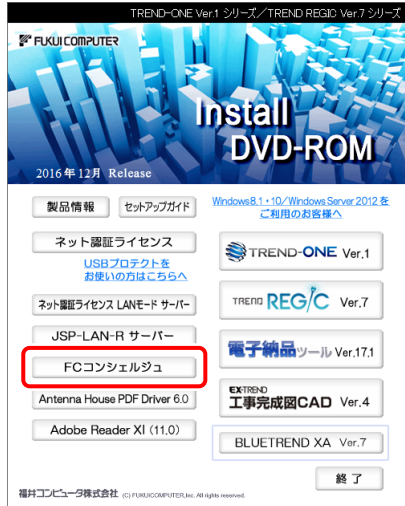 TREND-ONE Ver.1 シリーズ／TREND REGIC Ver.7 シリーズ
FUKUI COMPUTER
Install
DVD-ROM
2016年12月 Release
製品情報
セットアップガイド
Windows8.1・10／Windows Server 2012 を
ご利用のお客様へ
ネット認証ライセンス
USBプロテクトを
お使いの方はこちらへ
ネット認証ライセンス LANモード サーバー
JSP-LAN-R サーバー
FCコンシェルジュ
Antenna House PDF Driver 6.0
Adobe Reader XI (11.0)
TREND-ONE Ver.1
TREND REGIC Ver.7
電子納品ツール Ver.17.1
EX-TREND
工事完成図CAD Ver.4
BLUETREND XA Ver.7
終了
福井コンピュータ株式会社 (C) FUKUI COMPUTER, Inc. All rights reserved.